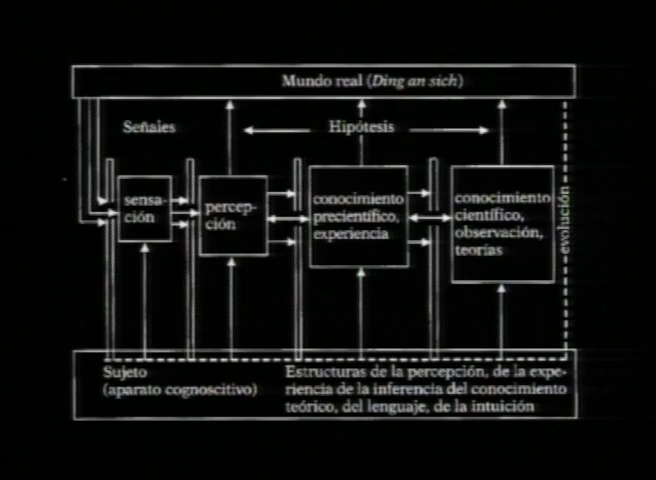 Mundo real (Ding an sich)
Señales
Hipótesis
sensa-
ción
percep-
ción
conocimiento
precientífico,
experiencia
conocimiento
científico,
observación,
teorías
evolución
Sujeto
(aparato cognoscitivo)
Estructuras de la percepción, de la expe-
riencia de la inferencia del conocimiento
teórico, del lenguaje, de la intuición